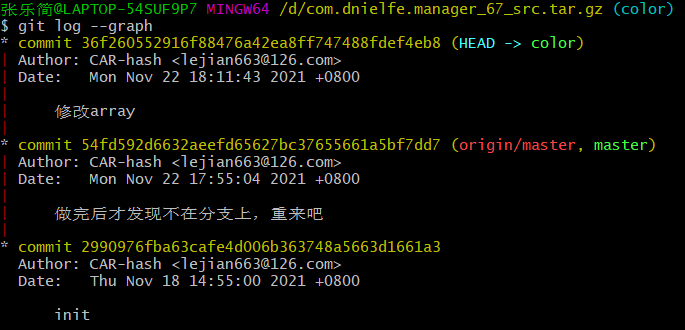 张乐简@LAPTOP-54SUF9P7 MINGW64 /d/com.dnielfe.manager_67_src.tar.gz (color)
$ git log --graph
* commit 36f260552916f88476a42ea8ff747488fdef4eb8 (HEAD -> color)
| Author: CAR-hash <lejian663@126.com>
| Date:   Mon Nov 22 18:11:43 2021 +0800
|
|     修改array
|
* commit 54fd592d6632aeefd65627bc37655661a5bf7dd7 (origin/master, master)
| Author: CAR-hash <lejian663@126.com>
| Date:   Mon Nov 22 17:55:04 2021 +0800
|
|     做完后才发现不在分支上，重来吧
|
* commit 2990976fba63cafe4d006b363748a5663d1661a3
  Author: CAR-hash <lejian663@126.com>
  Date:   Thu Nov 18 14:55:00 2021 +0800

      init